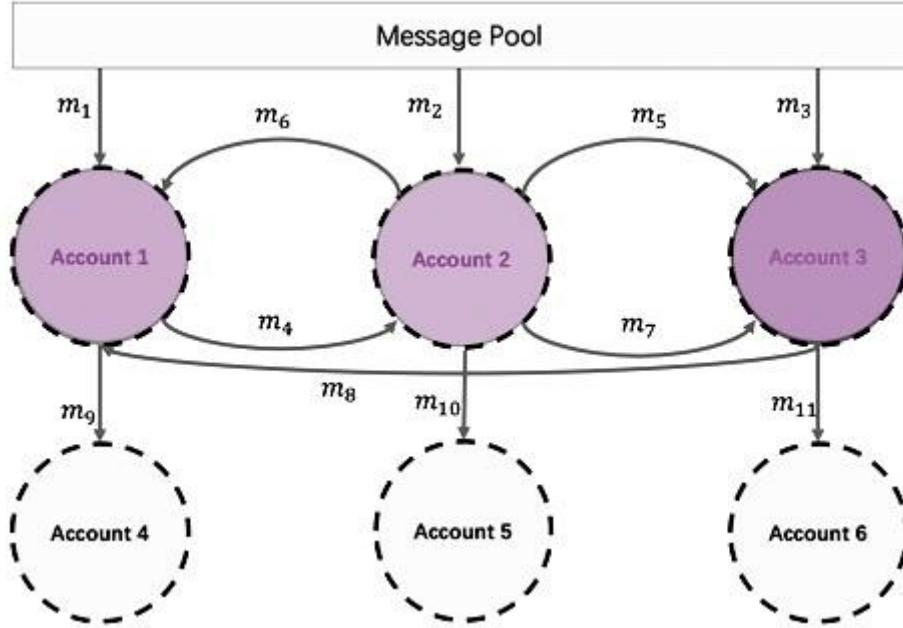 Message Pool
m₁
m₂
m₃
m₆
m₅
Account 1
Account 2
Account 3
m₄
m₇
m₈
m₉
m₁₀
m₁₁
Account 4
Account 5
Account 6